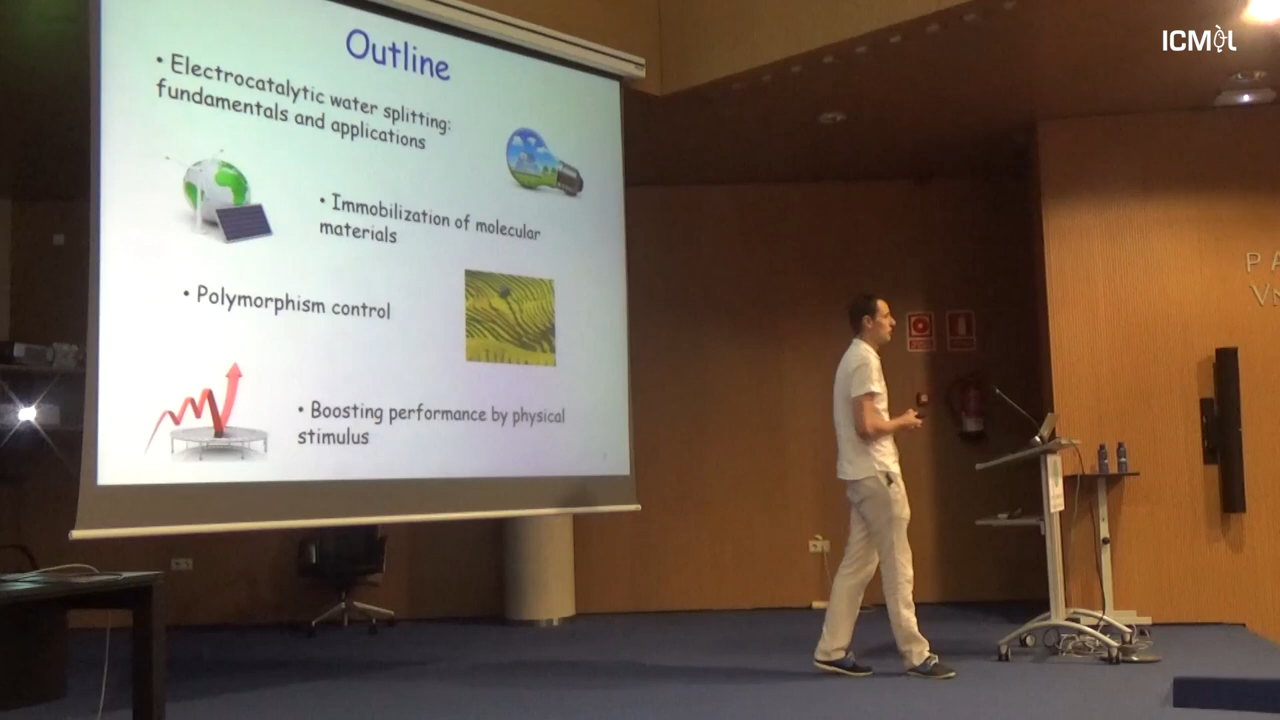 Outline
• Electrocatalytic water splitting:
fundamentals and applications
• Immobilization of molecular
materials
• Polymorphism control
• Boosting performance by physical
stimulus
ICMOL
PA